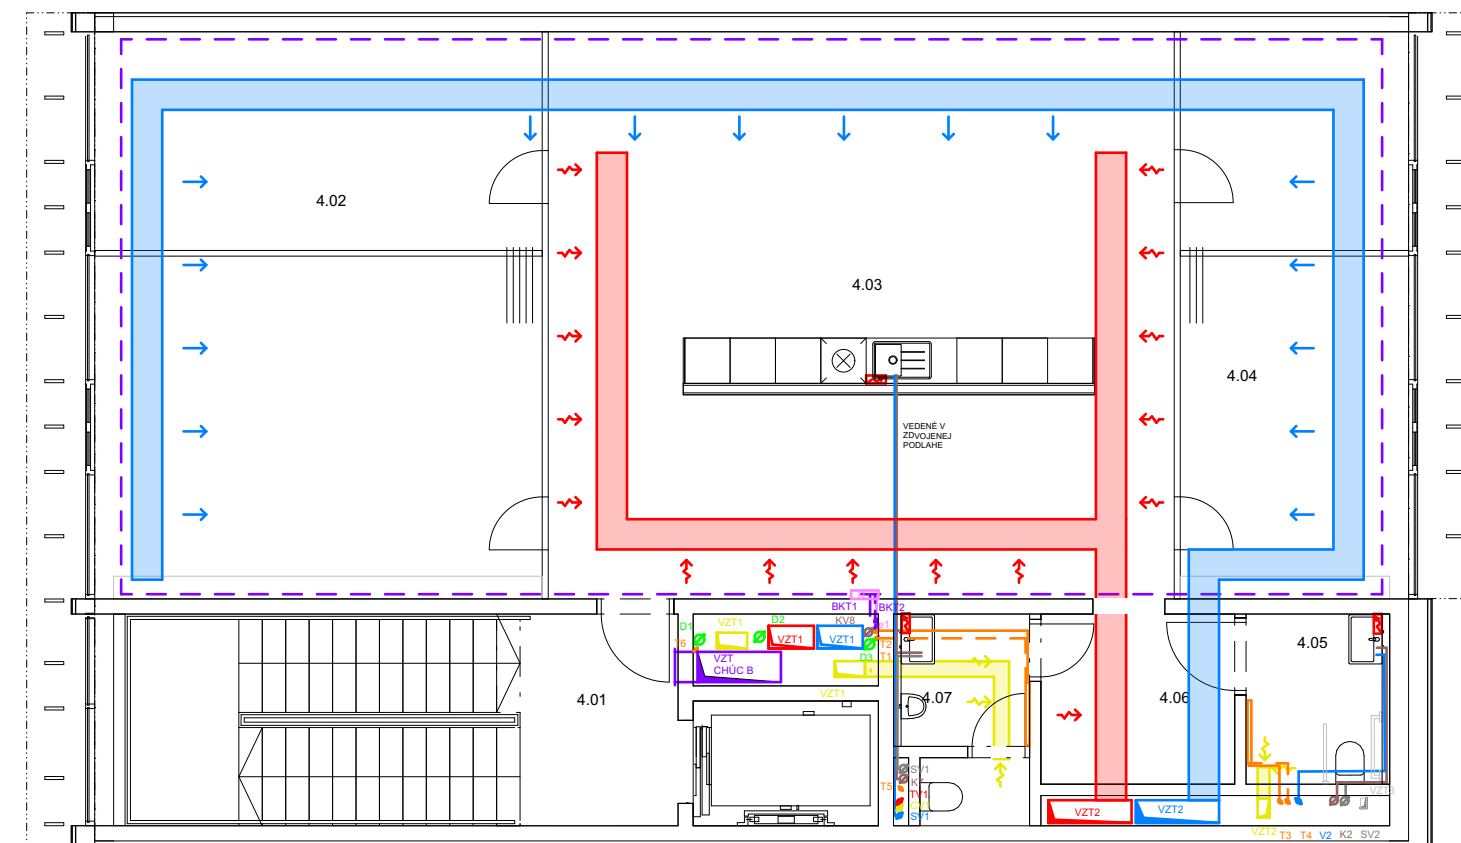 4.02
4.03
4.04
VEDENÉ V
ZDVOJENEJ
PODLAHE
BKT1
BKT2
D1
VZT1
D2
KV8
VZT1
VZT1
T6
T2
T1
D3
VZT
CHÚC B
VZT1
4.01
4.07
4.06
4.05
SV1
T5
TV1
SV1
VZT2
VZT2
VZT3
VZT2
T3
T4
V2
K2
SV2